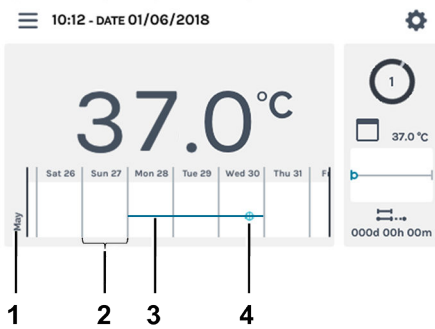 10:12 - DATE 01/06/2018
37.0°C
Sat 26 Sun 27 Mon 28 Tue 29 Wed 30 Thu 31 F
May
1
37.0 °C
000d 00h 00m
1 2 3 4